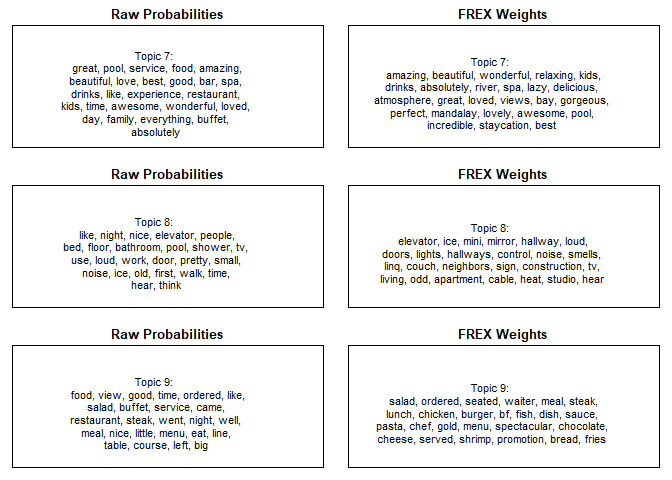 Raw Probabilities
Topic 7:
great, pool, service, food, amazing,
beautiful, love, best, good, bar, spa,
drinks, like, experience, restaurant,
kids, time, awesome, wonderful, loved,
day, family, everything, buffet,
absolutely
FREX Weights
Topic 7:
amazing, beautiful, wonderful, relaxing, kids,
drinks, absolutely, river, spa, lazy, delicious,
atmosphere, great, loved, views, bay, gorgeous,
perfect, mandalay, lovely, awesome, pool,
incredible, staycation, best
Raw Probabilities
Topic 8:
like, night, nice, elevator, people,
bed, floor, bathroom, pool, shower, tv,
use, loud, work, door, pretty, small,
noise, ice, old, first, walk, time,
hear, think
FREX Weights
Topic 8:
elevator, ice, mini, mirror, hallway, loud,
doors, lights, hallways, control, noise, smells,
linq, couch, neighbors, sign, construction, tv,
living, odd, apartment, cable, heat, studio, hear
Raw Probabilities
Topic 9:
food, view, good, time, ordered, like,
salad, buffet, service, came,
restaurant, steak, went, night, well,
meal, nice, little, menu, eat, line,
table, course, left, big
FREX Weights
Topic 9:
salad, ordered, seated, waiter, meal, steak,
lunch, chicken, burger, bf, fish, dish, sauce,
pasta, chef, gold, menu, spectacular, chocolate,
cheese, served, shrimp, promotion, bread, fries